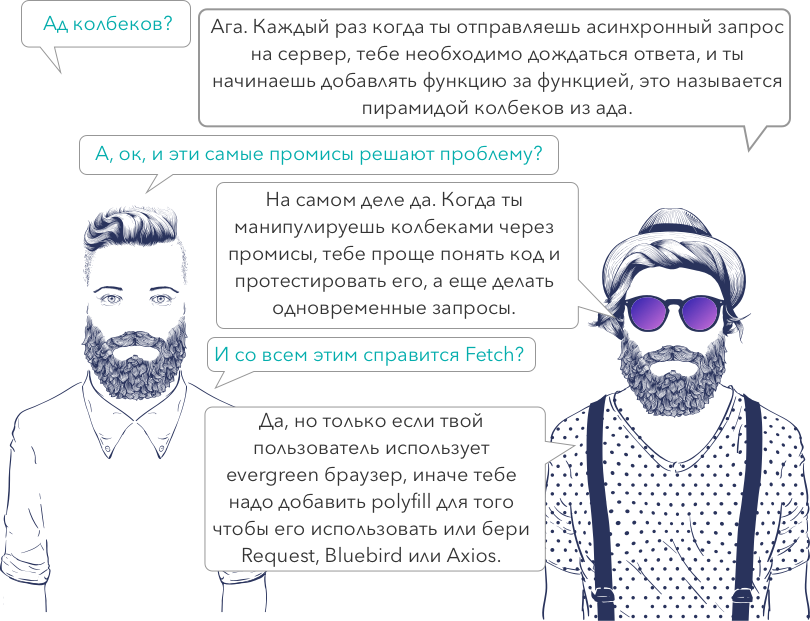 Ад колбеков?
Ага. Каждый раз когда ты отправляешь асинхронный запрос
на сервер, тебе необходимо дождаться ответа, и ты
начинаешь добавлять функцию за функцией, это называется
пирамидой колбеков из ада.
А, ок, и эти самые промисы решают проблему?
На самом деле да. Когда ты
манипулируешь колбеками через
промисы, тебе проще понять код и
протестировать его, а еще делать
одновременные запросы.
И со всем этим справится Fetch?
Да, но только если твой
пользователь использует
evergreen браузер, иначе тебе
надо добавить polyfill для того
чтобы его использовать или бери
Request, Bluebird или Axios.